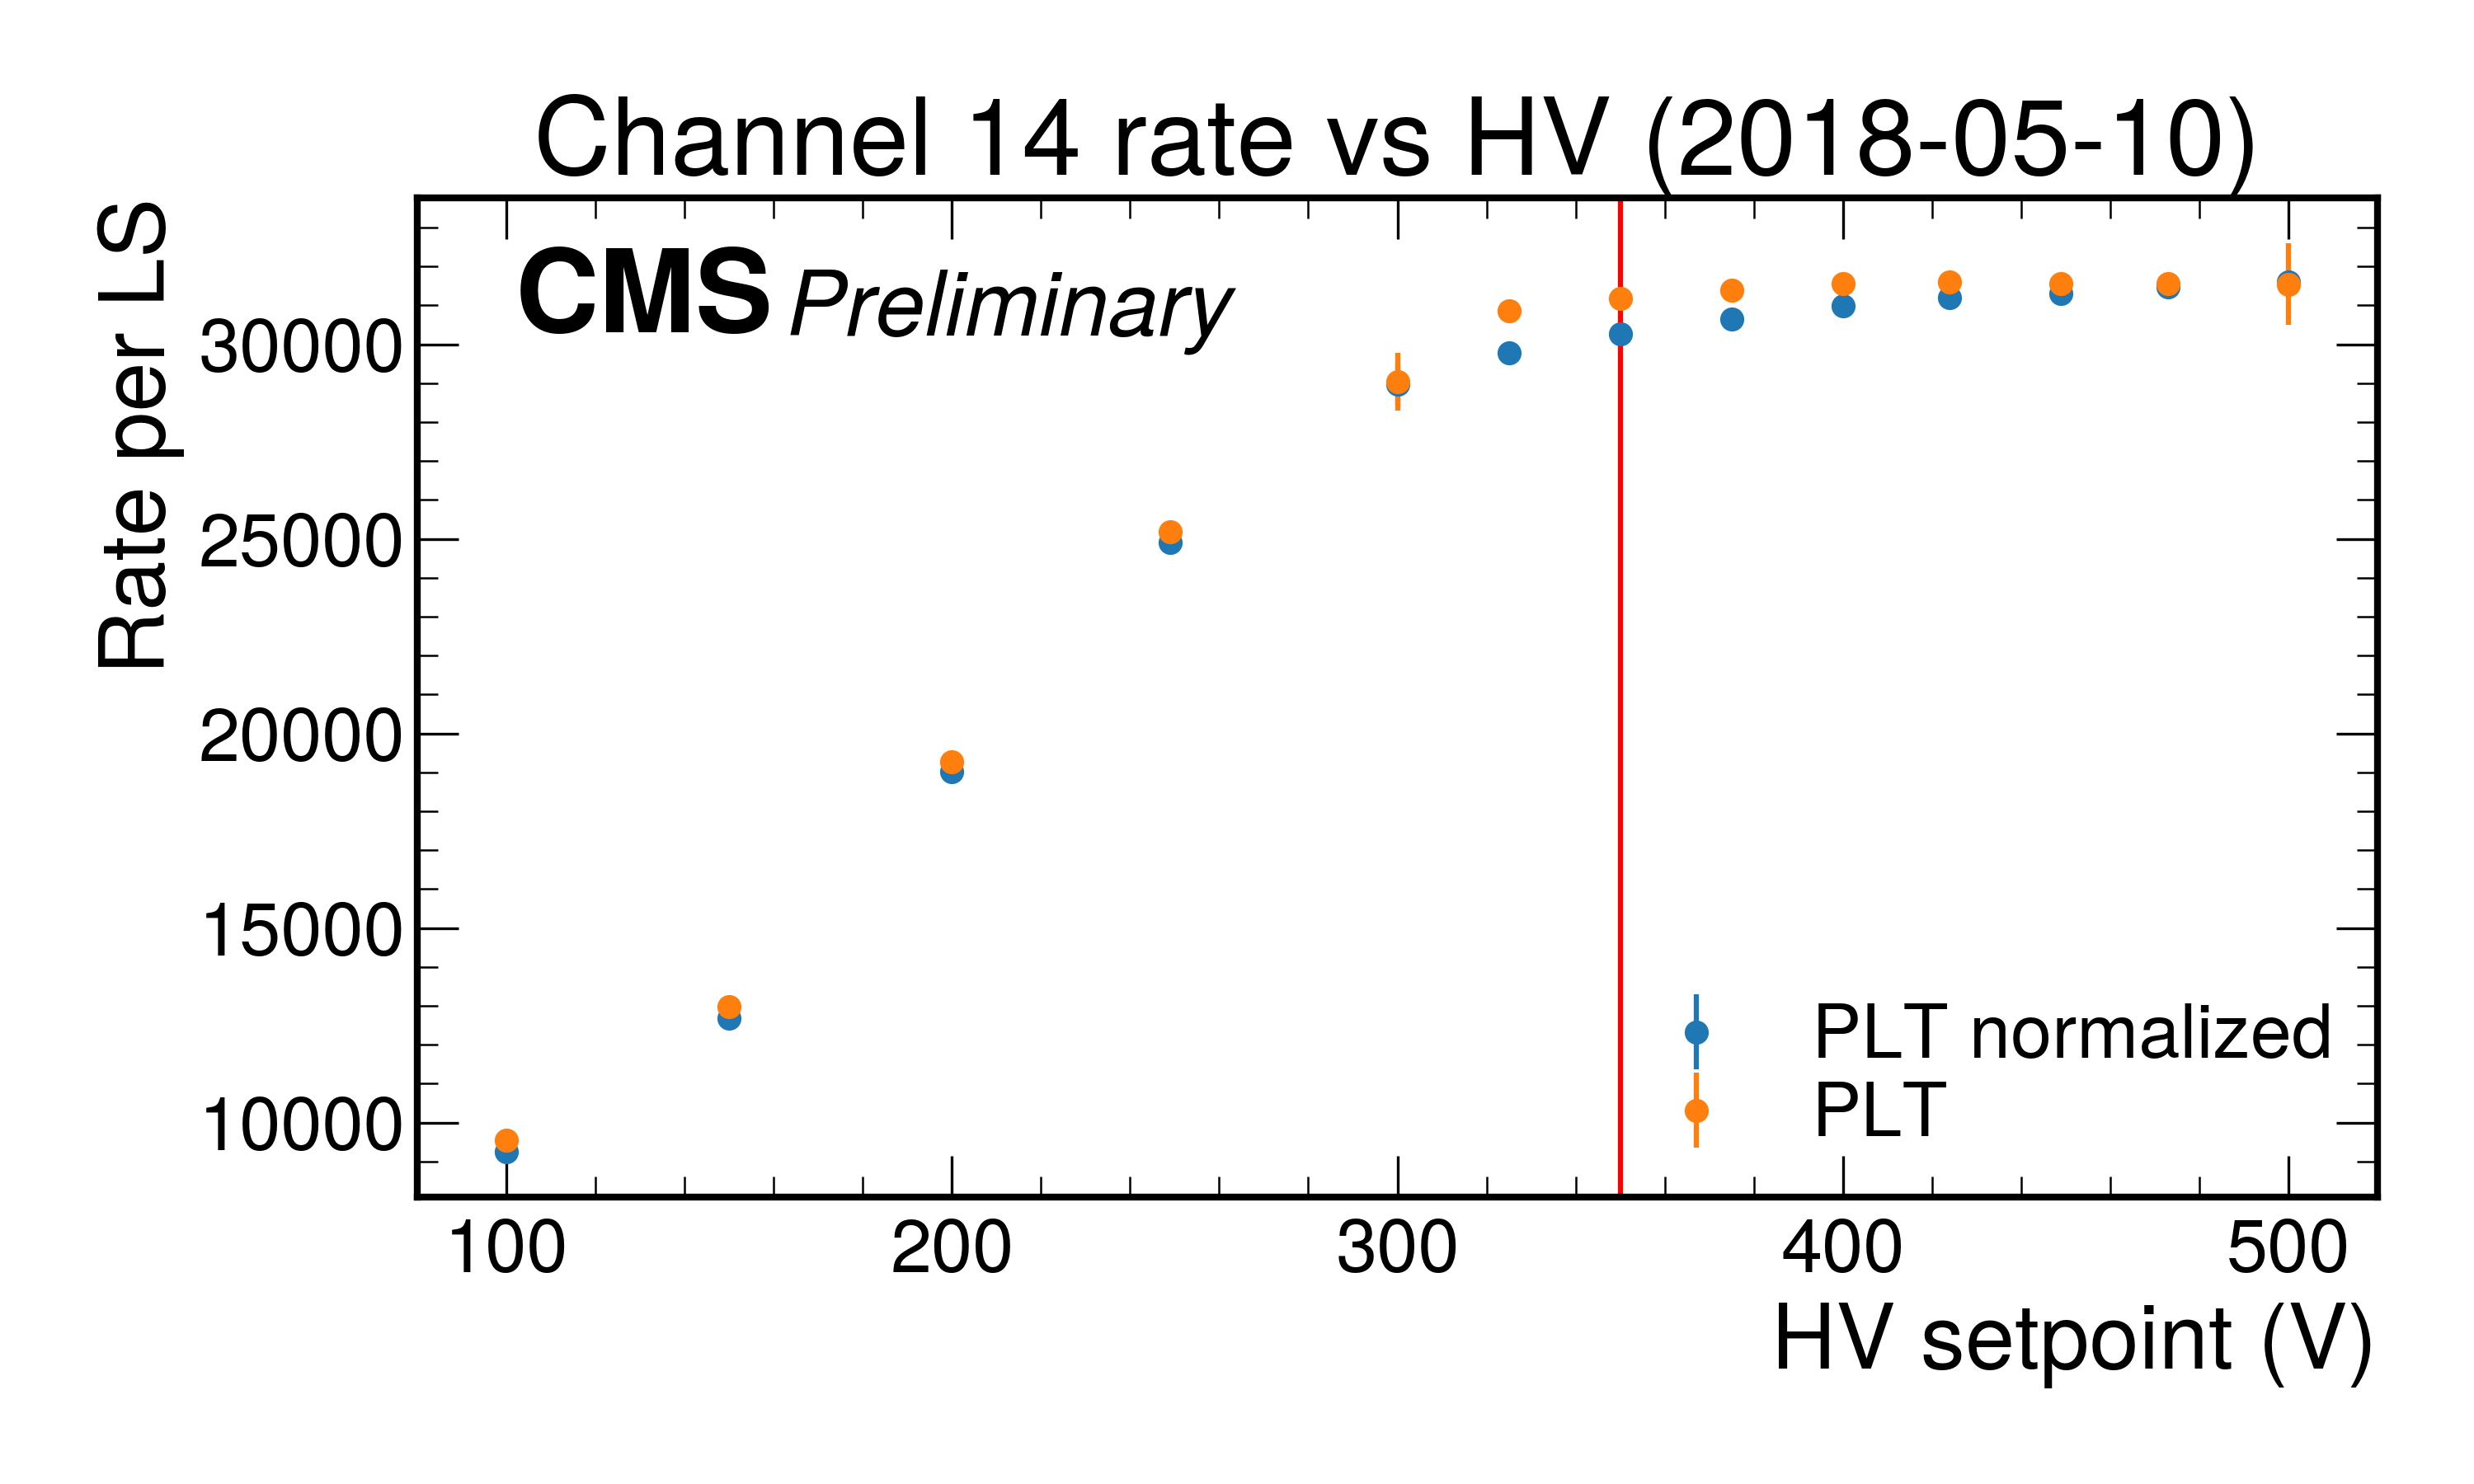 Channel 14 rate vs HV (2018-05-10)
CMS Preliminary
Rate per LS
30000
25000
20000
15000
10000
PLT normalized
PLT
100 200 300 400 500
HV setpoint (V)